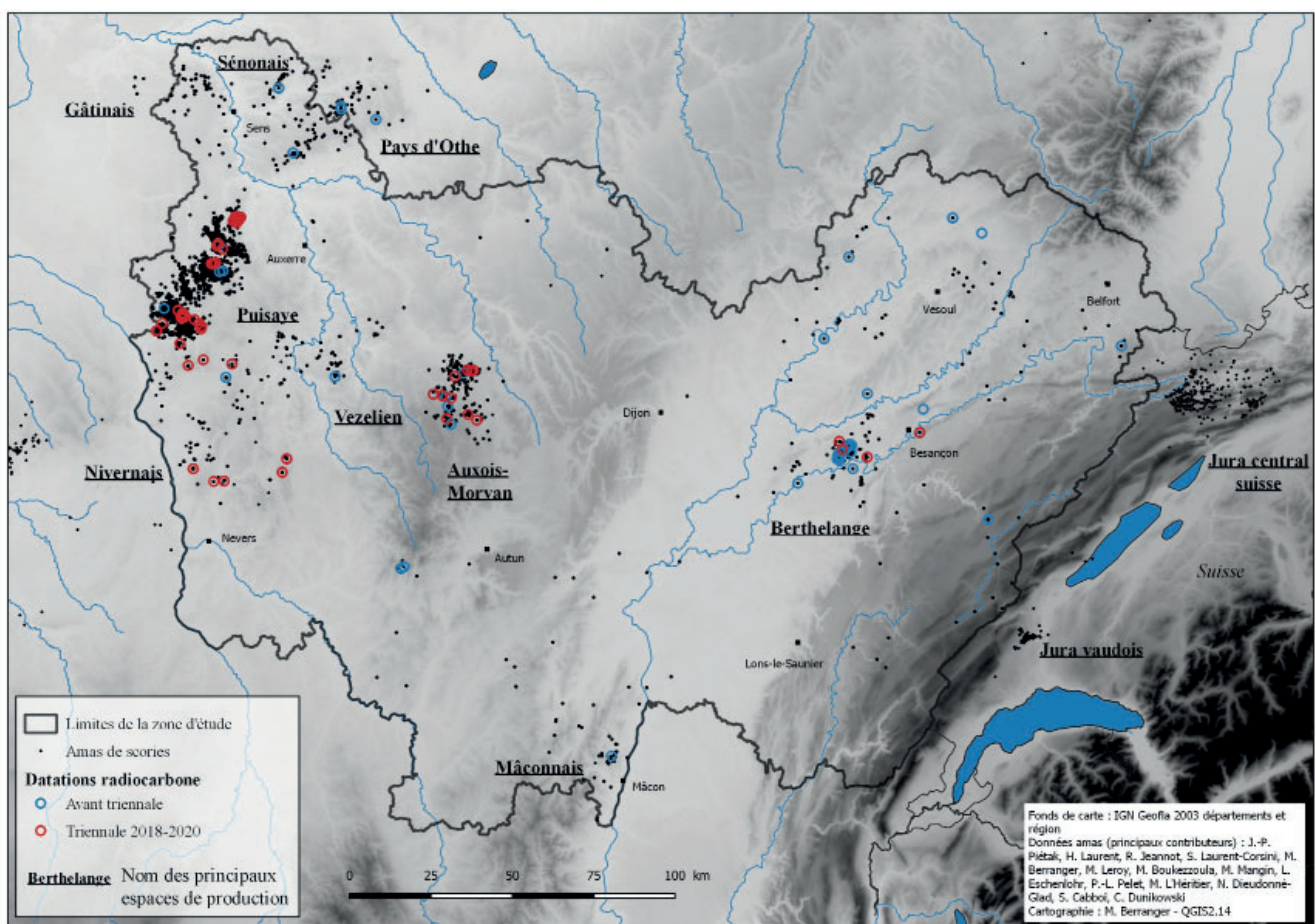 Sénonais
Gâtinais
Sens
Pays d'Othe
Auxerre
Puisaye
Vesoul
Belfort
Dijon
Vezelien
Besançon
Nivernais
Auxois-
Morvan
Jura central
suisse
Berthelange
Nevers
Autun
Suisse
Lons-le-Saunier
Jura vaudois
Mâconnais
Mâcon
Limites de la zone d'étude
Amas de scories
Datations radiocarbone
Avant triennale
Triennale 2018-2020
Berthelange Nom des principaux
espaces de production
0 25 50 75 100 km
Fonds de carte : IGN Geofla 2003 départements et
région
Données amas (principaux contributeurs) : J.-P.
Piétak, H. Laurent, R. Jeannot, S. Laurent-Corsini, M.
Berranger, M. Leroy, M. Boukezzoula, M. Mangin, L.
Eschenlohr, P.-L. Pelet, M. L'Héritier, N. Dieudonné-
Glad, S. Cabboi, C. Dunikowski
Cartographie : M. Berranger - QGIS2.14